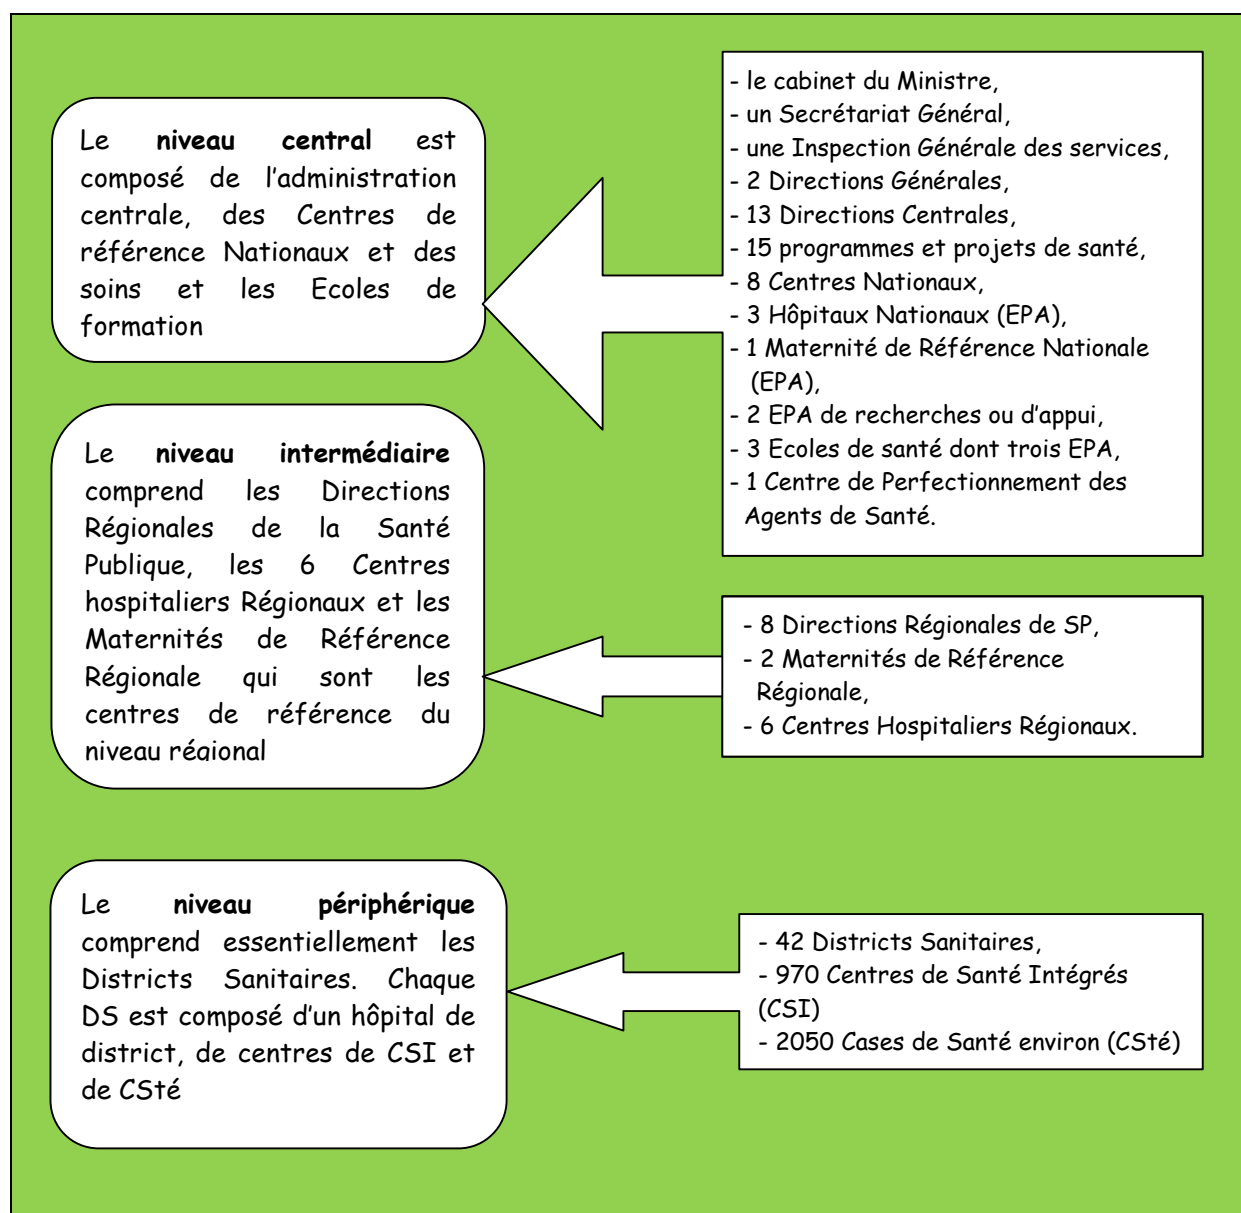 Le niveau central est
composé de l'administration
centrale, des Centres de
référence Nationaux et des
soins et les Ecoles de
formation
- le cabinet du Ministre,
- un Secrétariat Général,
- une Inspection Générale des services,
- 2 Directions Générales,
- 13 Directions Centrales,
- 15 programmes et projets de santé,
- 8 Centres Nationaux,
- 3 Hôpitaux Nationaux (EPA),
- 1 Maternité de Référence Nationale
(EPA),
- 2 EPA de recherches ou d'appui,
- 3 Ecoles de santé dont trois EPA,
- 1 Centre de Perfectionnement des
Agents de Santé.
Le niveau intermédiaire
comprend les Directions
Régionales de la Santé
Publique, les 6 Centres
hospitaliers Régionaux et les
Maternités de Référence
Régionale qui sont les
centres de référence du
niveau régional
- 8 Directions Régionales de SP,
- 2 Maternités de Référence
Régionale,
- 6 Centres Hospitaliers Régionaux.
Le niveau périphérique
comprend essentiellement les
Districts Sanitaires. Chaque
DS est composé d'un hôpital de
district, de centres de CSI et
de CSté
- 42 Districts Sanitaires,
- 970 Centres de Santé Intégrés
(CSI)
- 2050 Cases de Santé environ (CSté)